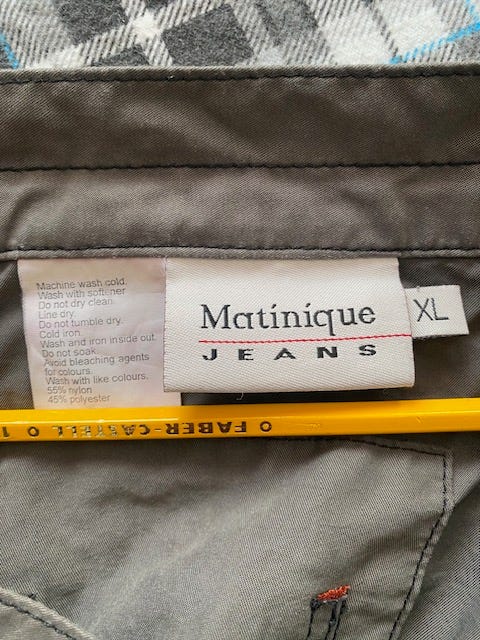 Machine wash cold.
Wash with softener
Do not dry clean.
Line dry.
Do not tumble dry.
Cold iron.
Wash and iron inside out.
Do not soak.
Avoid bleaching agents
for colours.
Wash with like colours.
55% nylon
45% polyester
Matinique
JEANS
XL
FABER-CASTELL